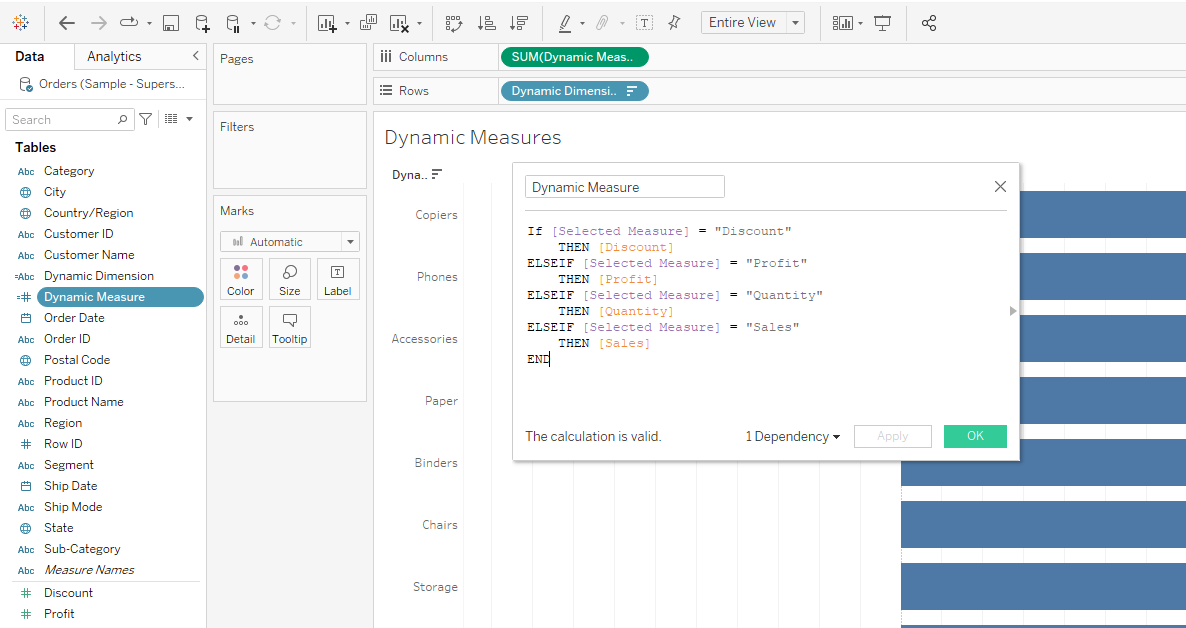 Entire View
Data
Analytics
Orders (Sample - Supers...
Search
Tables
Abc Category
City
Country/Region
Abc Customer ID
Abc Customer Name
=Abc Dynamic Dimension
=# Dynamic Measure
Order Date
Abc Order ID
Postal Code
Abc Product ID
Abc Product Name
Abc Region
# Row ID
Abc Segment
Ship Date
Abc Ship Mode
State
Abc Sub-Category
Abc Measure Names
# Discount
# Profit
Pages
Filters
Marks
Automatic
Color
Size
T
Label
Detail
Tooltip
Columns
SUM(Dynamic Meas..
Rows
Dynamic Dimensi..
Dynamic Measures
Dyna..
Copiers
Phones
Accessories
Paper
Binders
Chairs
Storage
Dynamic Measure
If [Selected Measure] = "Discount"
THEN [Discount]
ELSEIF [Selected Measure] = "Profit"
THEN [Profit]
ELSEIF [Selected Measure] = "Quantity"
THEN [Quantity]
ELSEIF [Selected Measure] = "Sales"
THEN [Sales]
END
The calculation is valid.
1 Dependency
Apply
OK